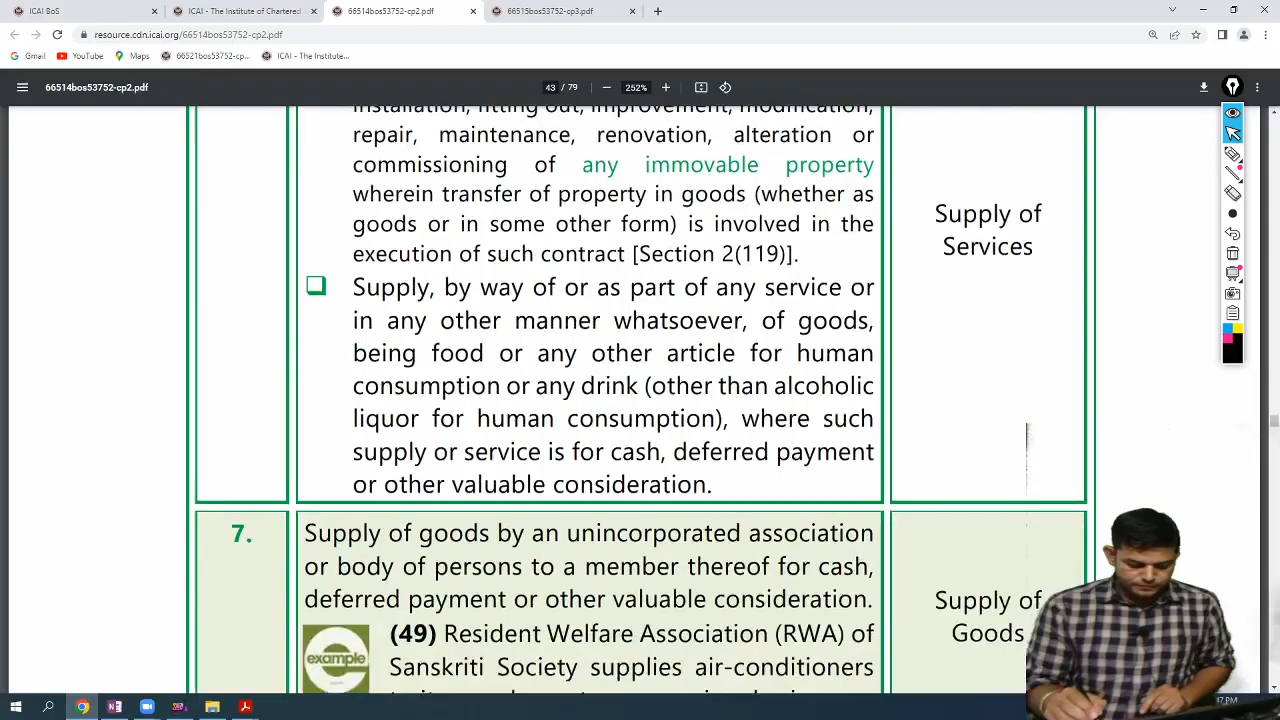 ICAI BoS
ICAI - The Institute of Chartered
66514bos53752-cp2.pdf
66515bos53752-cp3.pdf
resource.cdn.icai.org/66514bos53752-cp2.pdf
Gmail
YouTube
Maps
66521bos53752-cp...
ICAI - The Institute...
66514bos53752-cp2.pdf
43 / 79
252%
installation, fitting out, improvement, modification,
repair, maintenance, renovation, alteration or
commissioning of any immovable property
wherein transfer of property in goods (whether as
goods or in some other form) is involved in the
execution of such contract [Section 2(119)].
Supply of
Services
Supply, by way of or as part of any service or
in any other manner whatsoever, of goods,
being food or any other article for human
consumption or any drink (other than alcoholic
liquor for human consumption), where such
supply or service is for cash, deferred payment
or other valuable consideration.
7.
Supply of goods by an unincorporated association
or body of persons to a member thereof for cash,
deferred payment or other valuable consideration.
Supply of
Goods
example
(49) Resident Welfare Association (RWA) of
Sanskriti Society supplies air-conditioners
47 PM